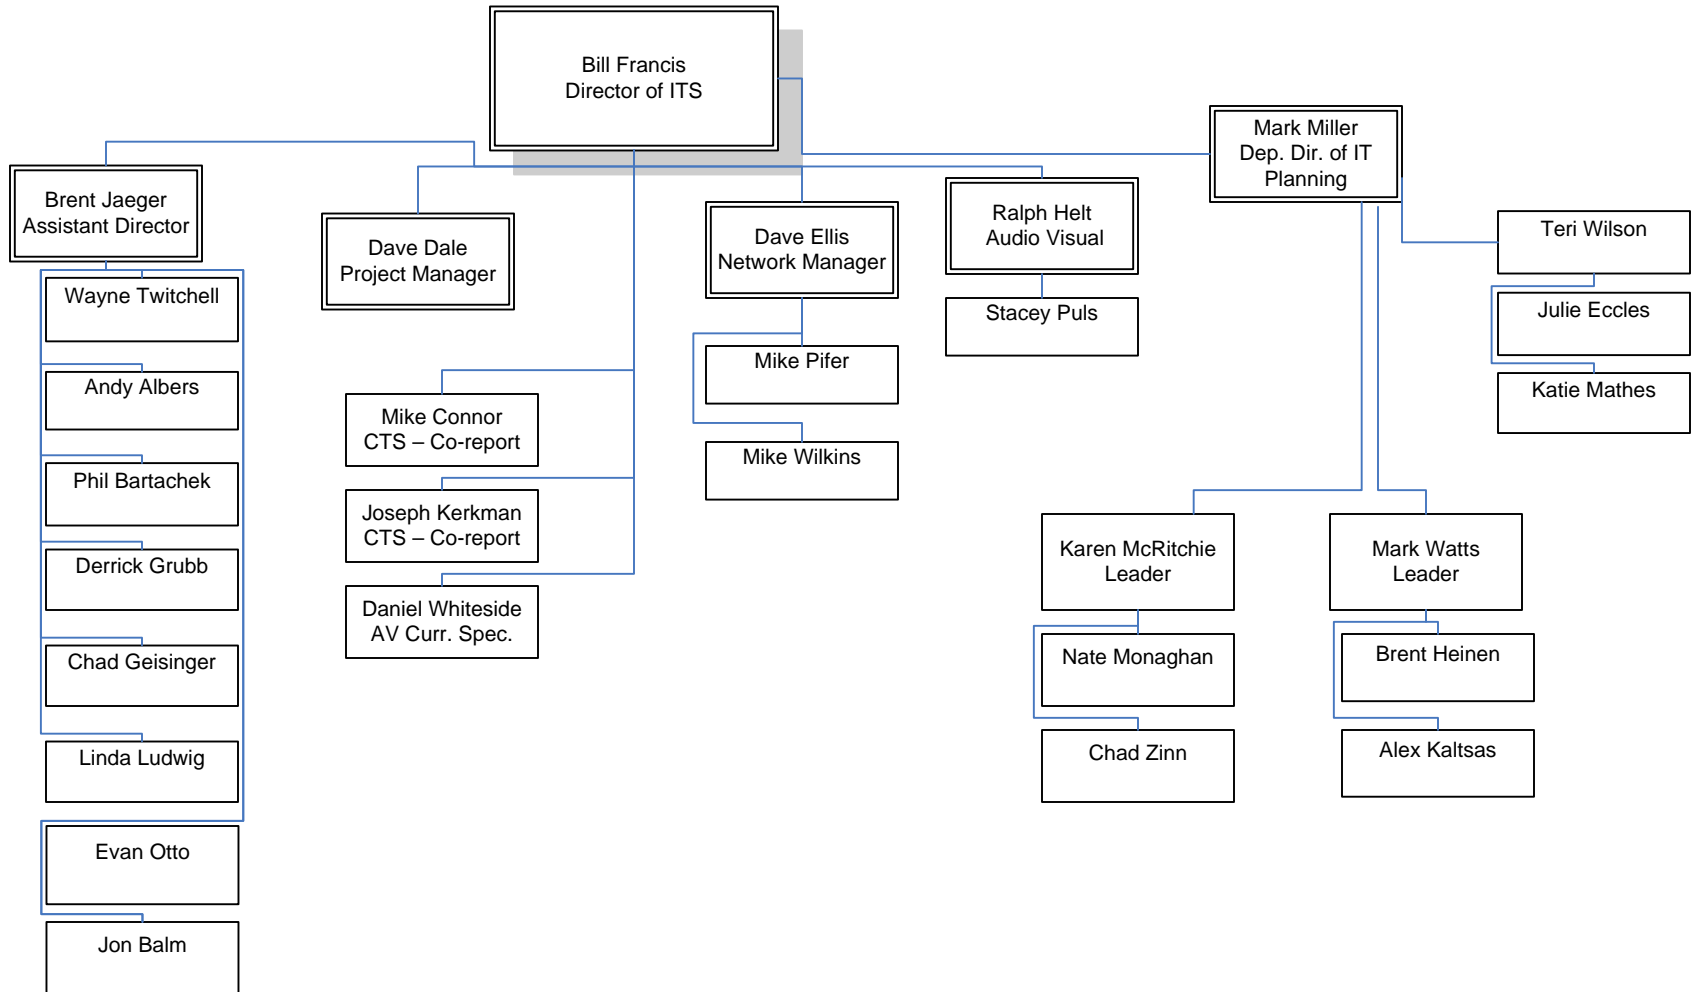 Bill Francis
Director of ITS
Mark Miller
Dep. Dir. of IT
Planning
Brent Jaeger
Assistant Director
Dave Dale
Project Manager
Dave Ellis
Network Manager
Ralph Helt
Audio Visual
Teri Wilson
Wayne Twitchell
Andy Albers
Phil Bartachek
Derrick Grubb
Chad Geisinger
Linda Ludwig
Evan Otto
Jon Balm
Mike Connor
CTS – Co-report
Joseph Kerkman
CTS – Co-report
Daniel Whiteside
AV Curr. Spec.
Mike Pifer
Mike Wilkins
Stacey Puls
Julie Eccles
Katie Mathes
Karen McRitchie
Leader
Nate Monaghan
Chad Zinn
Mark Watts
Leader
Brent Heinen
Alex Kaltsas